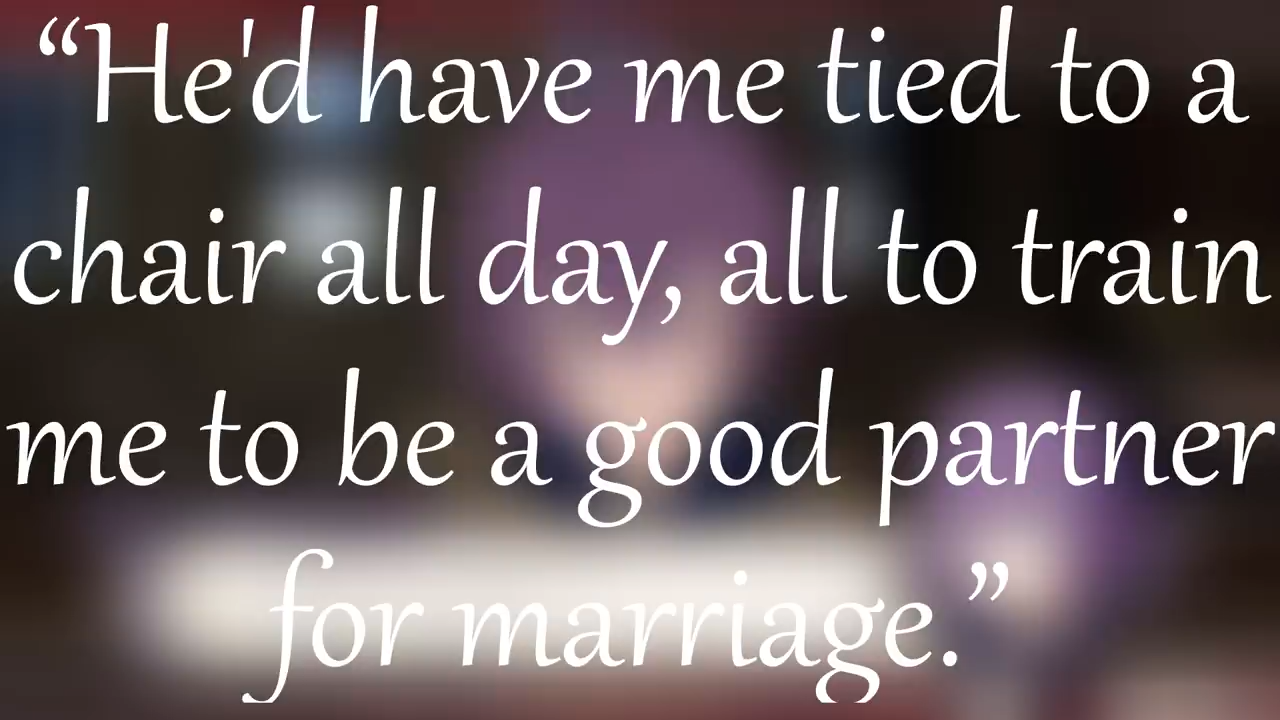 “He'd have me tied to a
chair all day, all to train
me to be a good partner
for marriage.”